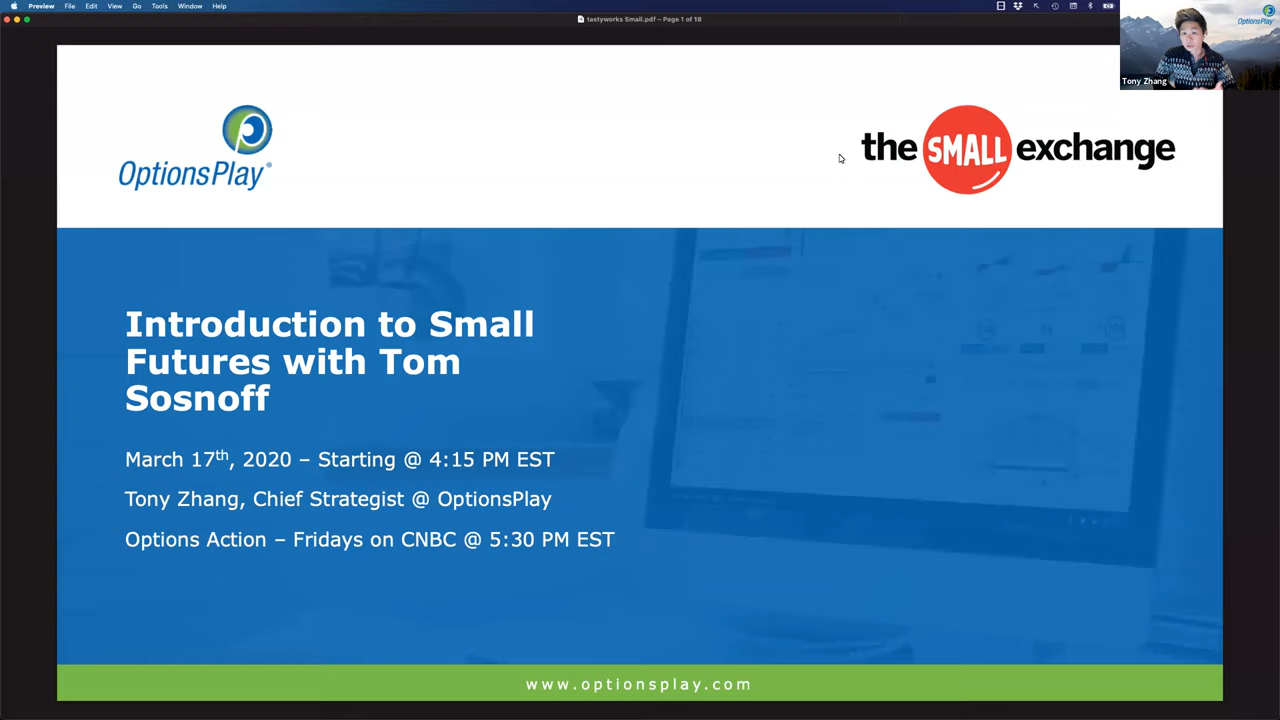 Preview File Edit View Go Tools Window Help
tastyworks Small.pdf – Page 1 of 18
OptionsPlay
Tony Zhang
OptionsPlay®
the SMALL exchange
Introduction to Small
Futures with Tom
Sosnoff
March 17th, 2020 – Starting @ 4:15 PM EST
Tony Zhang, Chief Strategist @ OptionsPlay
Options Action – Fridays on CNBC @ 5:30 PM EST
www.optionsplay.com